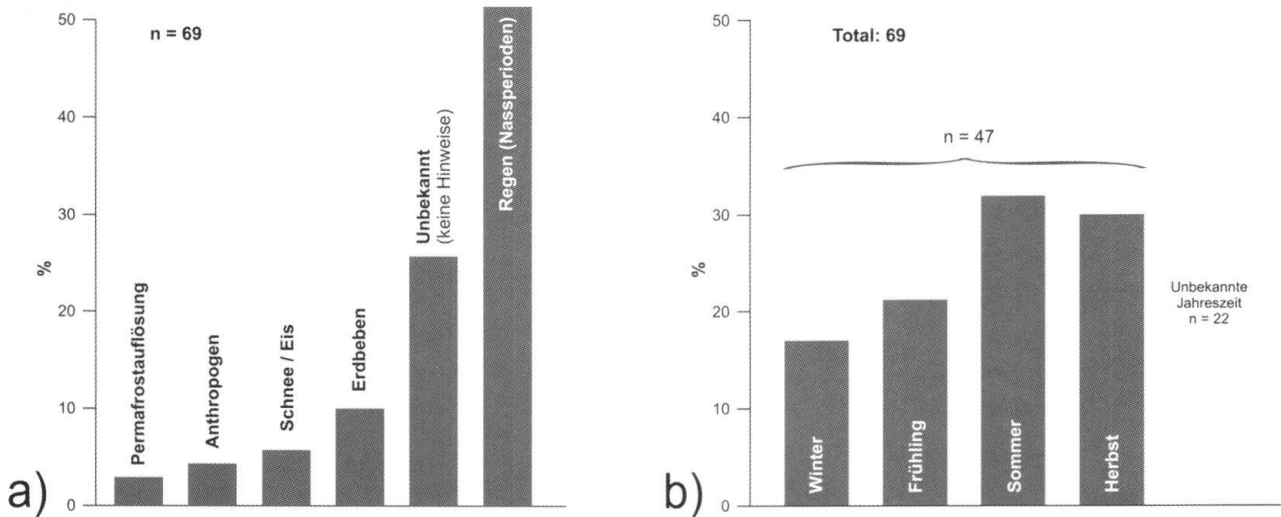 n = 69
%
50
40
30
20
10
0
Permafrostauflösung
Anthropogen
Schnee / Eis
Erdbeben
Unbekannt
(keine Hinweise)
Regen (Nassperioden)
a)
Total: 69
n = 47
%
50
40
30
20
10
0
Winter
Frühling
Sommer
Herbst
Unbekannte
Jahreszeit
n = 22
b)